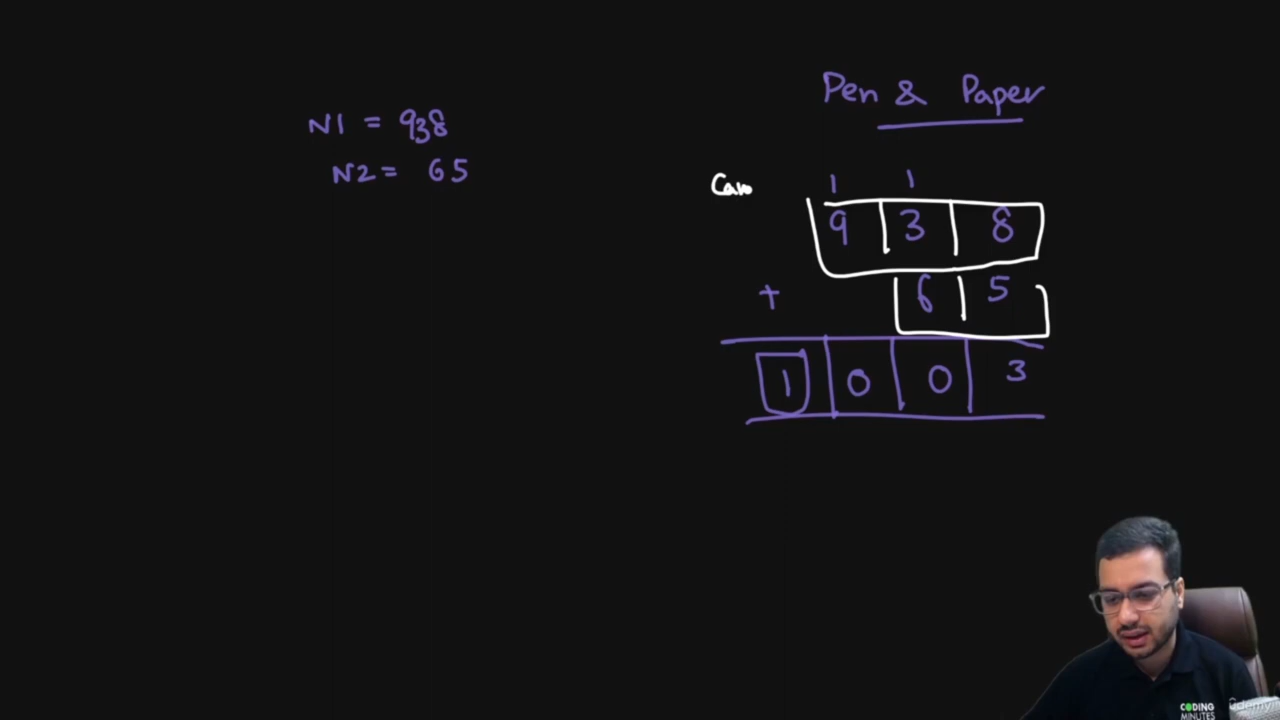 Pen & Paper
N1 = 938
N2 = 65
1 1
9 3 8
+ 6 5
1 0 0 3
CODING
MINUTES
ûdemy